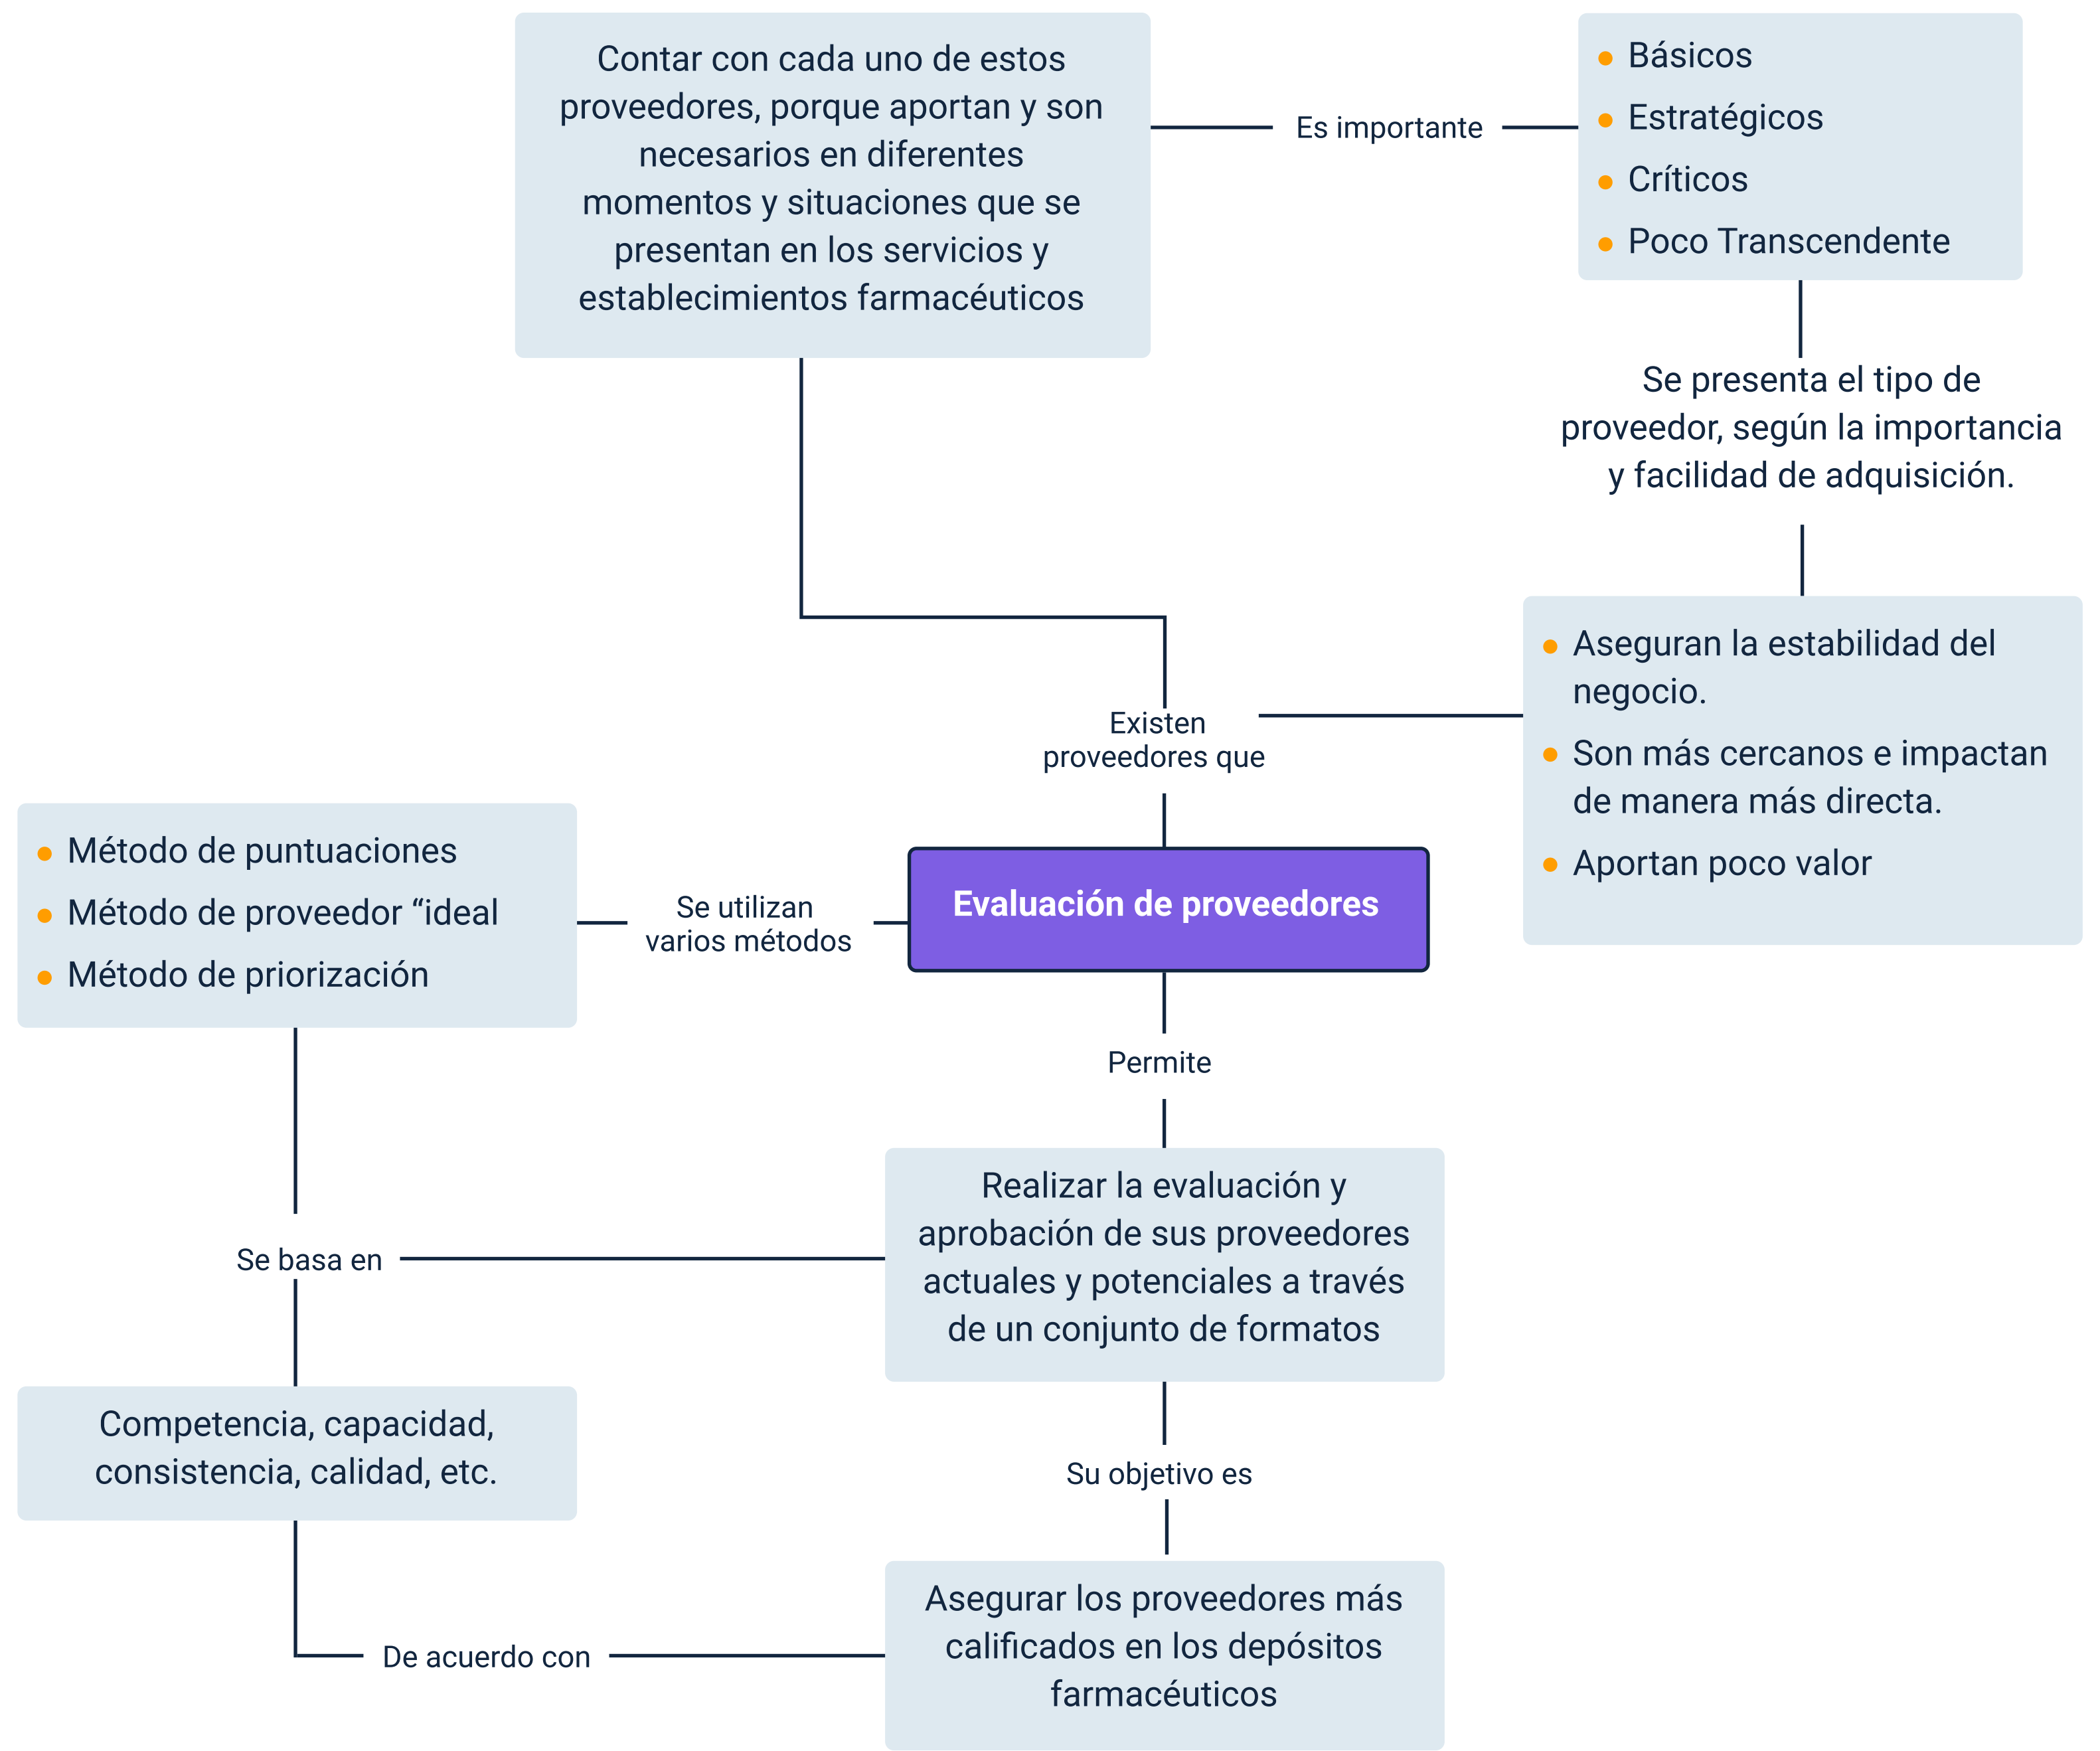 Contar con cada uno de estos
proveedores, porque aportan y son
necesarios en diferentes
momentos y situaciones que se
presentan en los servicios y
establecimientos farmacéuticos
Es importante
Básicos
Estratégicos
Críticos
Poco Transcendente
Se presenta el tipo de
proveedor, según la importancia
y facilidad de adquisición.
Aseguran la estabilidad del
negocio.
Son más cercanos e impactan
de manera más directa.
Aportan poco valor
Existen
proveedores que
Evaluación de proveedores
Se utilizan
varios métodos
Método de puntuaciones
Método de proveedor “ideal
Método de priorización
Permite
Realizar la evaluación y
aprobación de sus proveedores
actuales y potenciales a través
de un conjunto de formatos
Se basa en
Competencia, capacidad,
consistencia, calidad, etc.
Su objetivo es
De acuerdo con
Asegurar los proveedores más
calificados en los depósitos
farmacéuticos